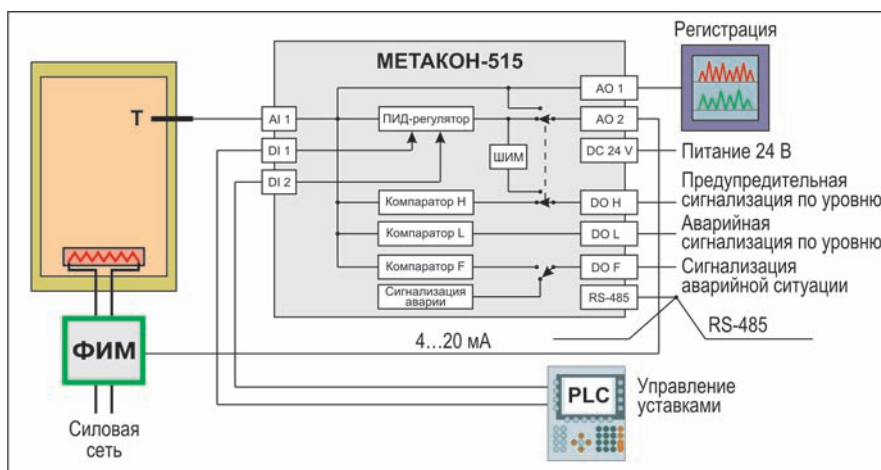 Регистрация
МЕТАКОН-515
T
AI 1
ПИД-регулятор
AO 1
AO 2
DI 1
DI 2
ШИМ
DC 24 V
Питание 24 В
Компаратор H
DO H
Предупредительная
сигнализация по уровню
Компаратор L
DO L
Аварийная
сигнализация по уровню
Компаратор F
DO F
Сигнализация
аварийной ситуации
Сигнализация
аварии
RS-485
RS-485
4...20 мА
ФИМ
Силовая
сеть
PLC
Управление
уставками